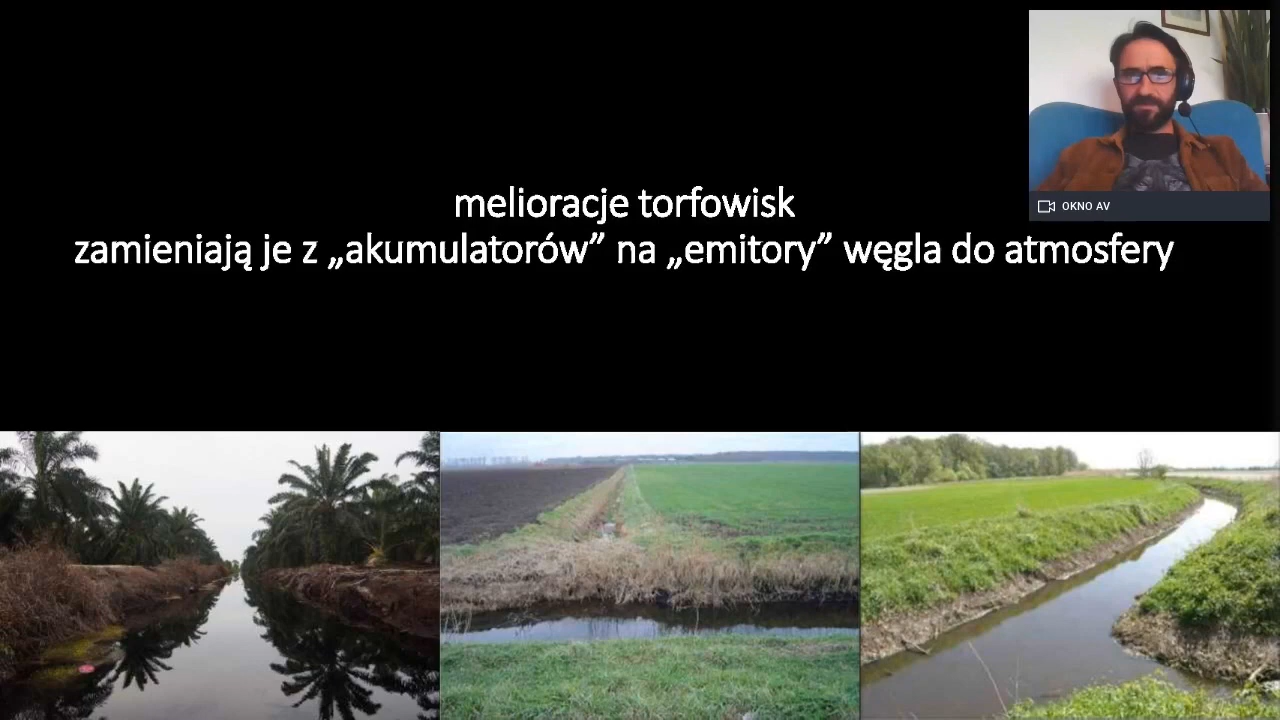 melioracje torfowisk
zamieniają je z „akumulatorów” na „emitory” węgla do atmosfery
OKNO AV